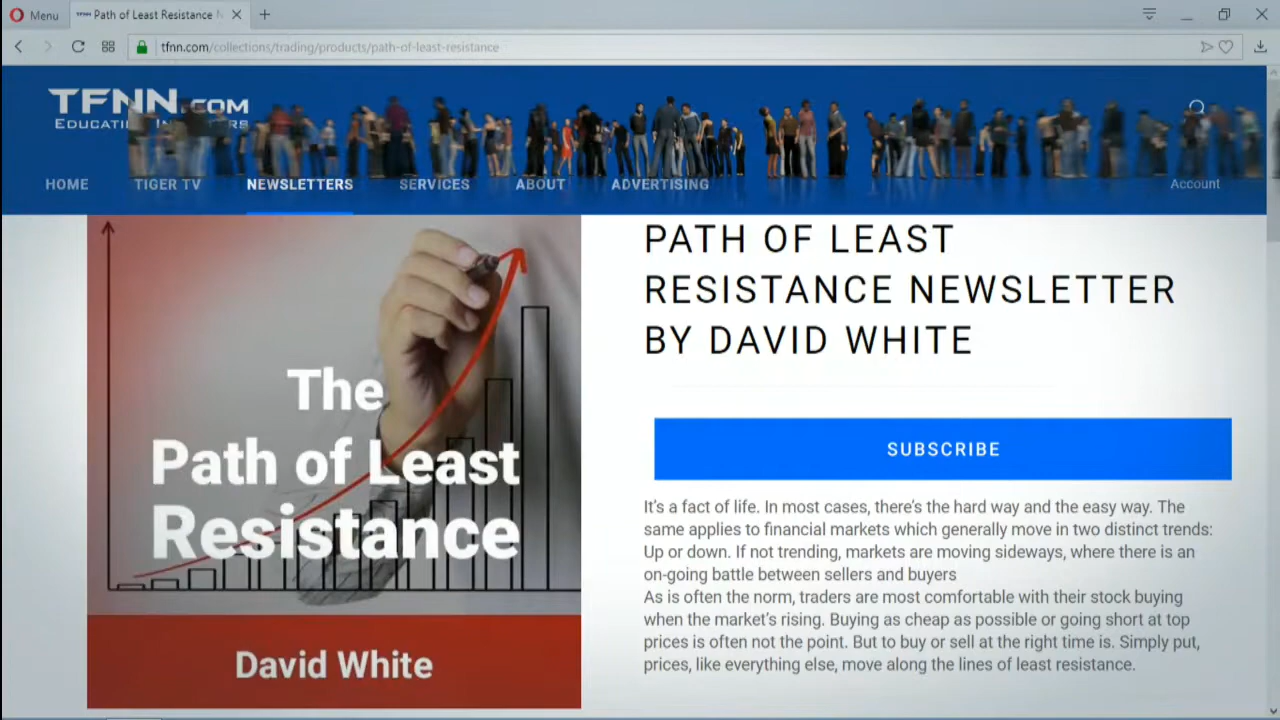 Menu
TFNN Path of Least Resistance N
tfnn.com/collections/trading/products/path-of-least-resistance
TFNN.COM
HOME
TIGER TV
NEWSLETTERS
SERVICES
ABOUT
ADVERTISING
Account
The
Path of Least
Resistance
David White
PATH OF LEAST
RESISTANCE NEWSLETTER
BY DAVID WHITE
SUBSCRIBE
It’s a fact of life. In most cases, there’s the hard way and the easy way. The
same applies to financial markets which generally move in two distinct trends:
Up or down. If not trending, markets are moving sideways, where there is an
on-going battle between sellers and buyers
As is often the norm, traders are most comfortable with their stock buying
when the market’s rising. Buying as cheap as possible or going short at top
prices is often not the point. But to buy or sell at the right time is. Simply put,
prices, like everything else, move along the lines of least resistance.